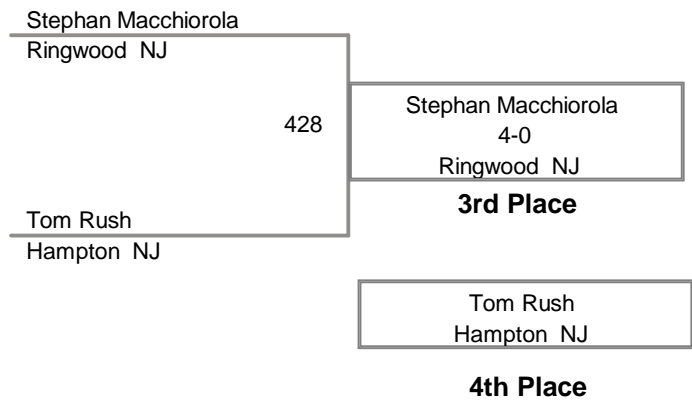 Stephan Macchiorola
Ringwood NJ
428
Stephan Macchiorola
4-0
Ringwood NJ
3rd Place
Tom Rush
Hampton NJ
Tom Rush
Hampton NJ
4th Place